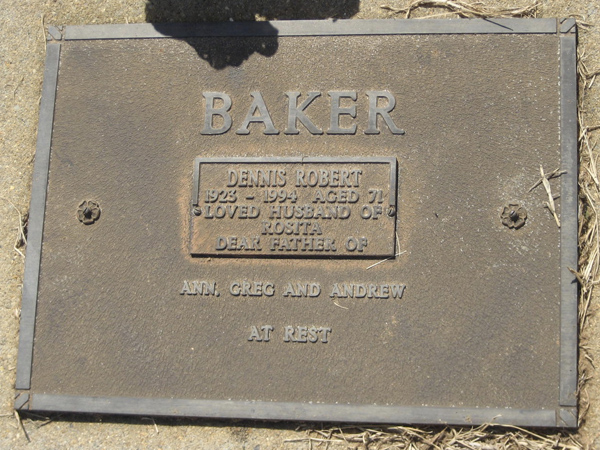 BAKER
DENNIS ROBERT
1923 - 1994 AGED 71
LOVED HUSBAND OF
ROSITA
DEAR FATHER OF
ANN, GREG AND ANDREW
AT REST